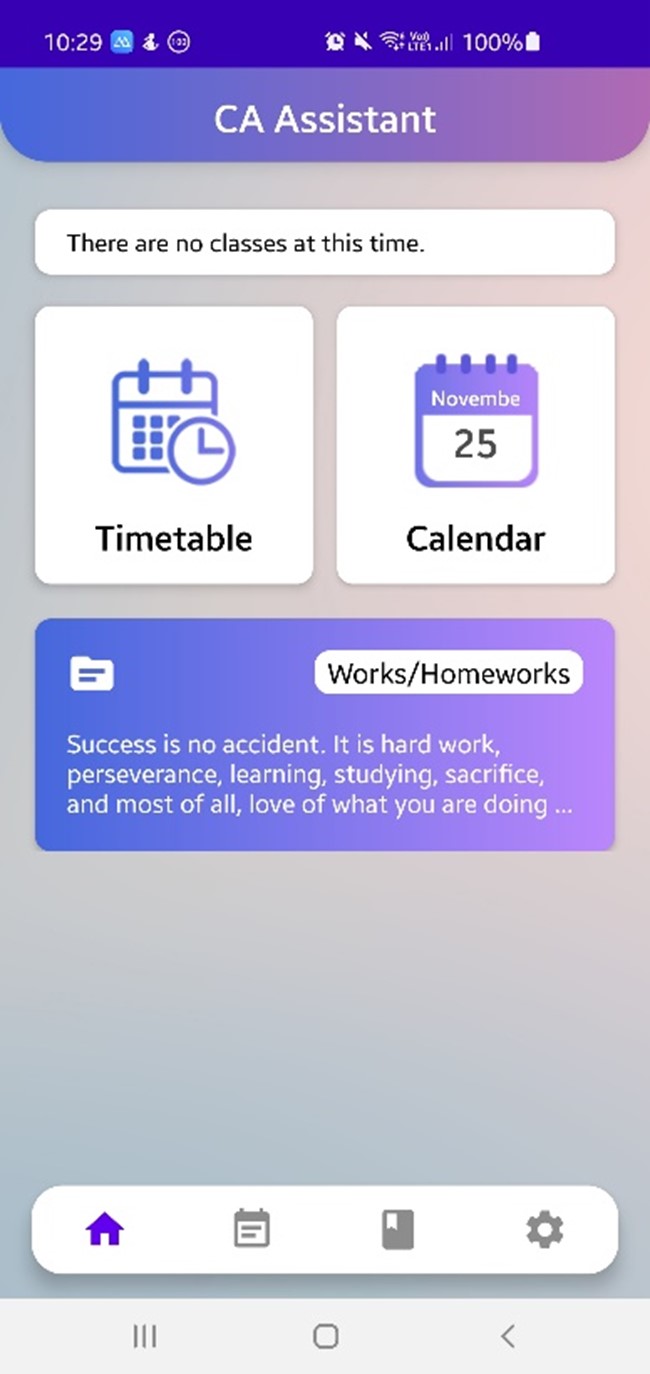 10:29 100%
CA Assistant
There are no classes at this time.
Novembe
25
Timetable
Calendar
Works/Homeworks
Success is no accident. It is hard work,
perseverance, learning, studying, sacrifice,
and most of all, love of what you are doing ...